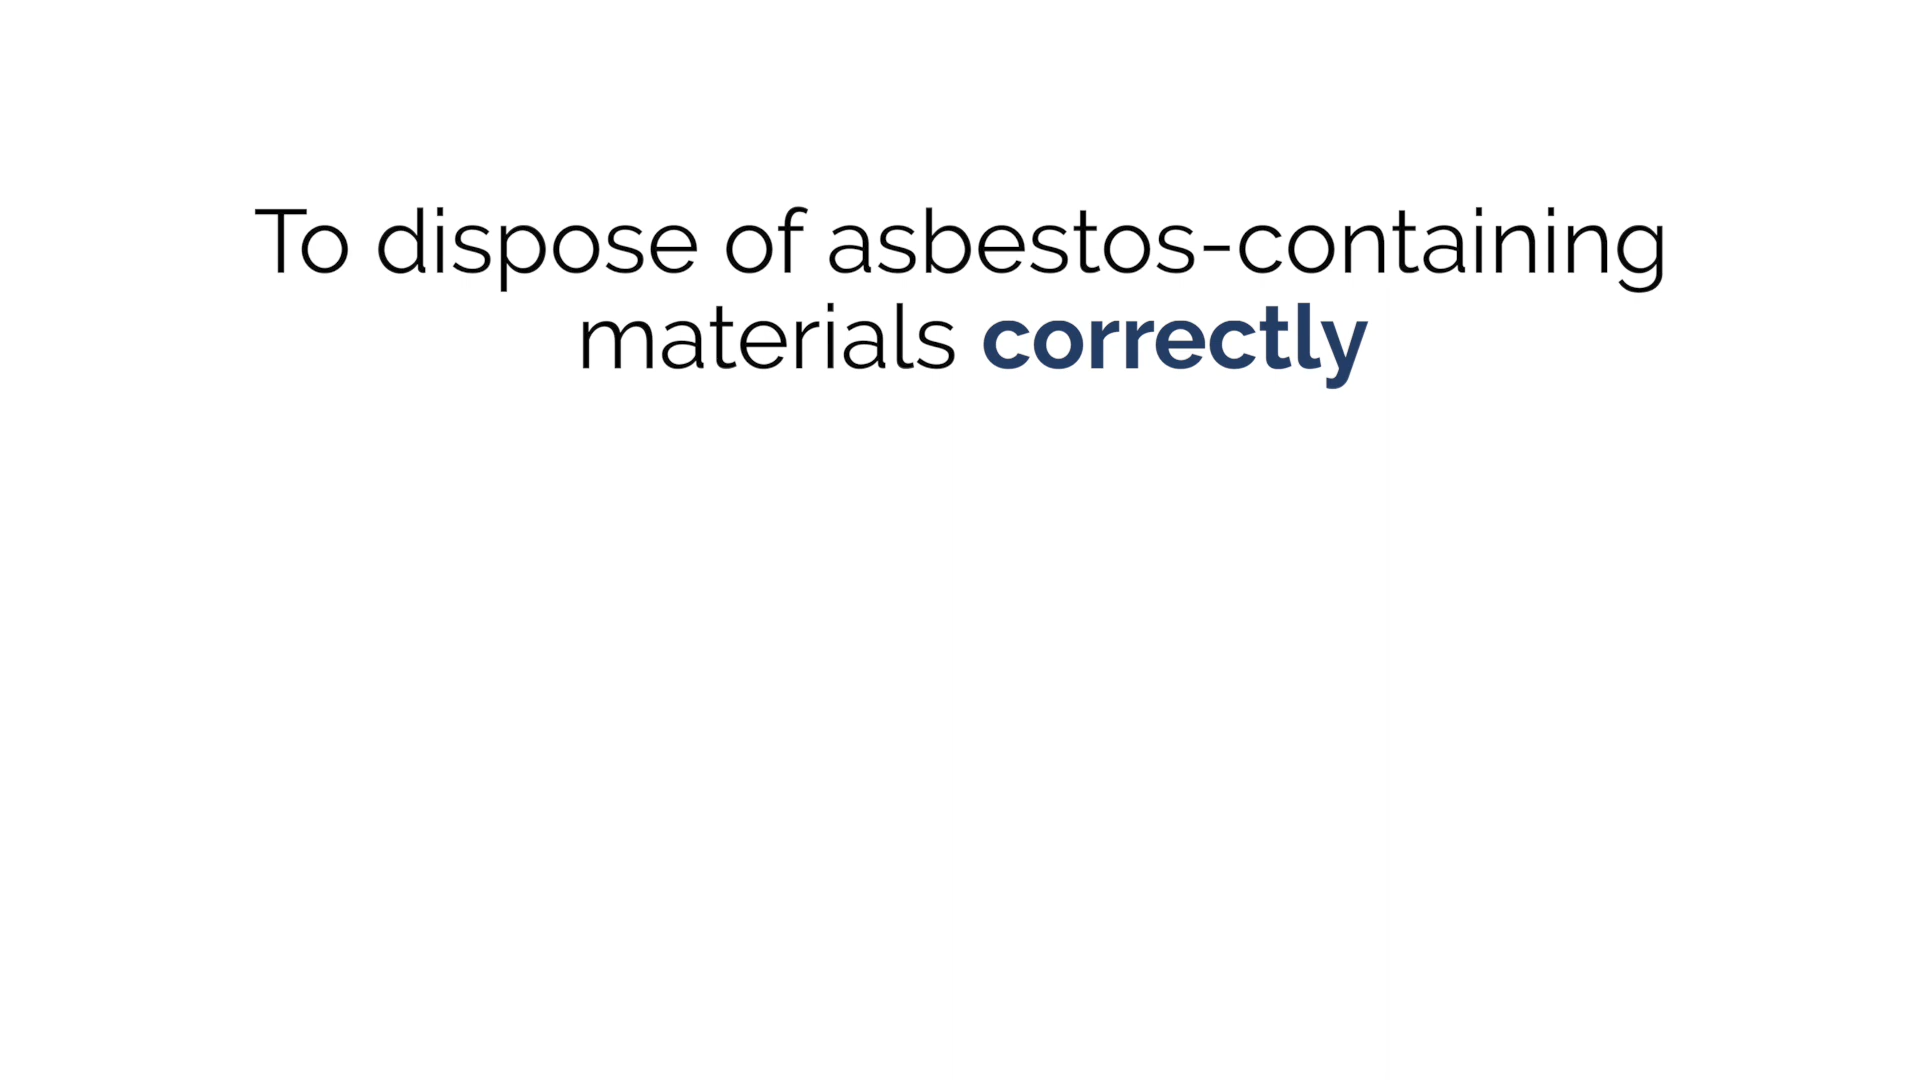 To dispose of asbestos-containing
materials correctly